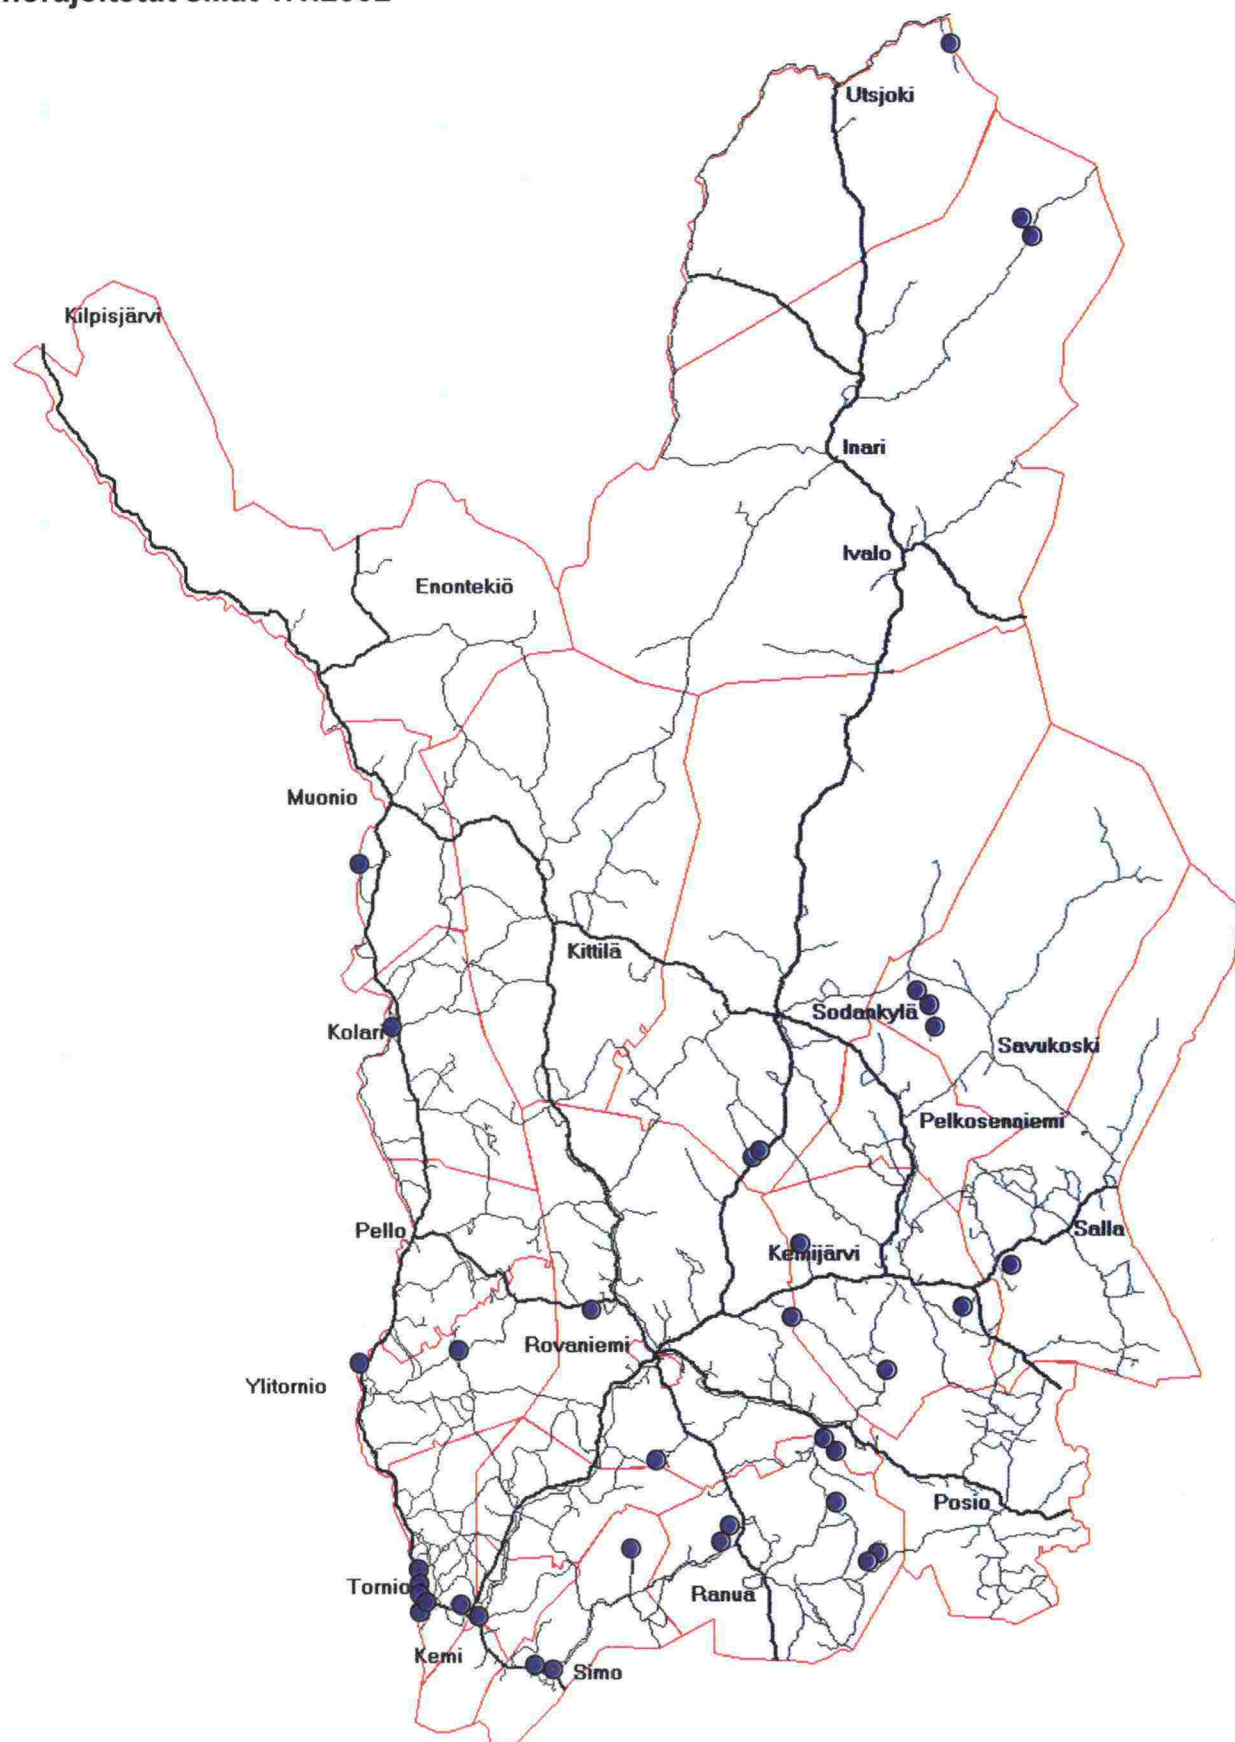 Utsjoki
Kilpisjärvi
Inari
Ivalo
Enontekiö
Muonio
Kittilä
Sodankylä
Kolari
Savukoski
Pelkosenniemi
Pello
Salla
Kemijärvi
Rovaniemi
Ylitornio
Posio
Tornio
Ranua
Kemi
Simo